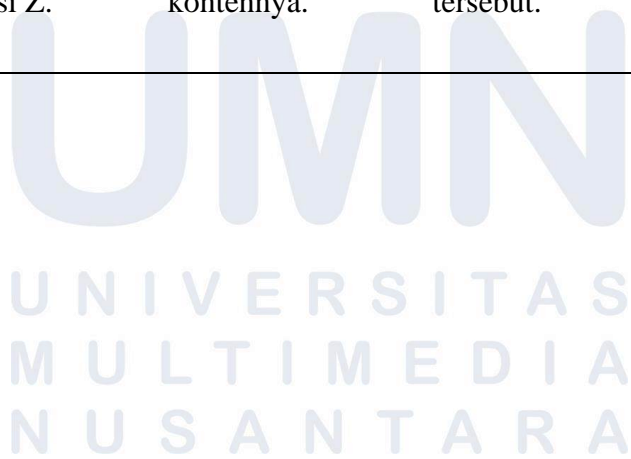 si Z. kontennya. tersebut.
UMN
UNIVERSITAS
MULTIMEDIA
NUSANTARA